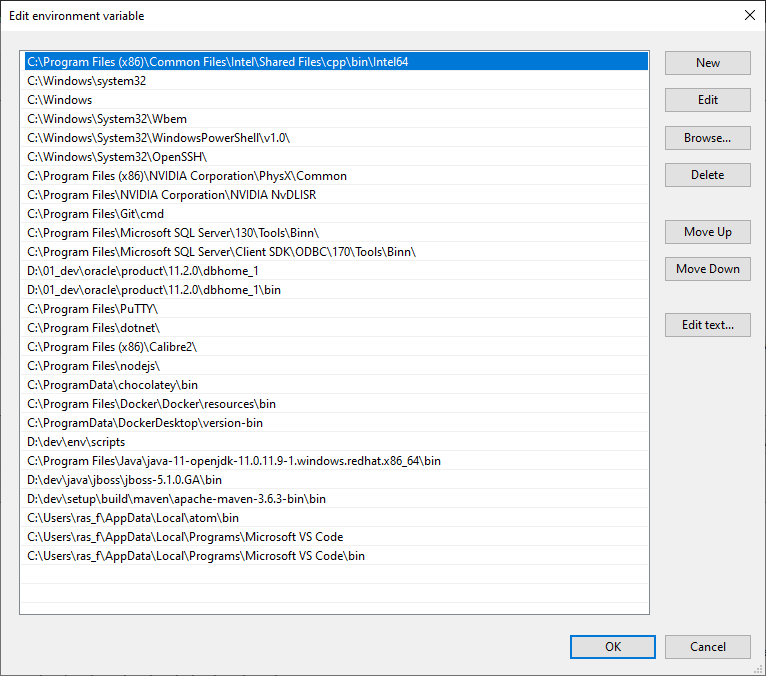 Edit environment variable
C:\Program Files (x86)\Common Files\Intel\Shared Files\cpp\bin\Intel64
New
C:\Windows\system32
C:\Windows
Edit
C:\Windows\System32\Wbem
C:\Windows\System32\WindowsPowerShell\v1.0\
Browse...
C:\Windows\System32\OpenSSH\
C:\Program Files (x86)\NVIDIA Corporation\PhysX\Common
Delete
C:\Program Files\NVIDIA Corporation\NVIDIA NvDLISR
C:\Program Files\Git\cmd
C:\Program Files\Microsoft SQL Server\130\Tools\Binn\
Move Up
C:\Program Files\Microsoft SQL Server\Client SDK\ODBC\170\Tools\Binn\
D:\01_dev\oracle\product\11.2.0\dbhome_1
Move Down
D:\01_dev\oracle\product\11.2.0\dbhome_1\bin
C:\Program Files\PuTTY\
C:\Program Files\dotnet\
Edit text...
C:\Program Files (x86)\Calibre2\
C:\Program Files\nodejs\
C:\ProgramData\chocolatey\bin
C:\Program Files\Docker\Docker\resources\bin
C:\ProgramData\DockerDesktop\version-bin
D:\dev\env\scripts
C:\Program Files\Java\java-11-openjdk-11.0.11.9-1.windows.redhat.x86_64\bin
D:\dev\java\jboss\jboss-5.1.0.GA\bin
D:\dev\setup\build\maven\apache-maven-3.6.3-bin\bin
C:\Users\ras_f\AppData\Local\atom\bin
C:\Users\ras_f\AppData\Local\Programs\Microsoft VS Code
C:\Users\ras_f\AppData\Local\Programs\Microsoft VS Code\bin
OK
Cancel